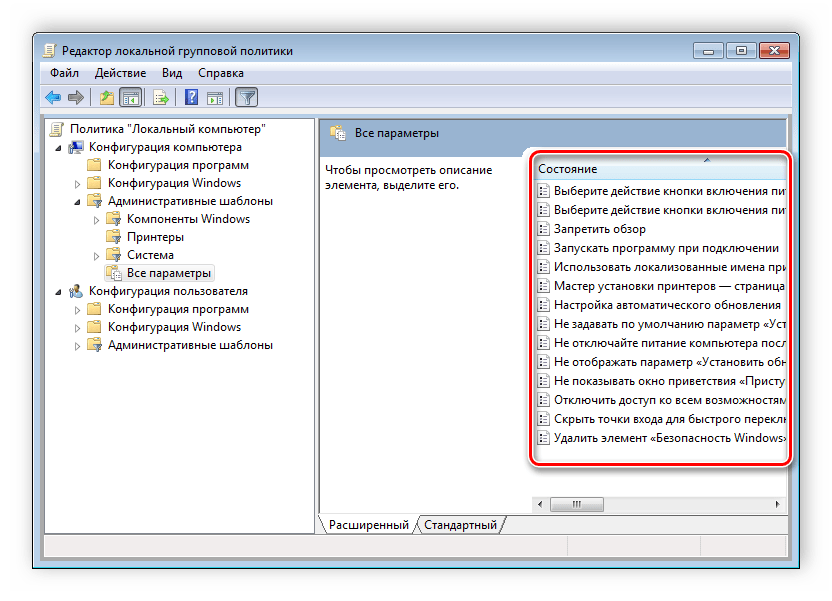 Редактор локальной групповой политики
Файл Действие Вид Справка
Политика "Локальный компьютер"
Конфигурация компьютера
Конфигурация программ
Конфигурация Windows
Административные шаблоны
Компоненты Windows
Принтеры
Система
Все параметры
Конфигурация пользователя
Конфигурация программ
Конфигурация Windows
Административные шаблоны
Все параметры
Чтобы просмотреть описание
элемента, выделите его.
Состояние
Выберите действие кнопки включения пи
Выберите действие кнопки включения пи
Запретить обзор
Запускать программу при подключении
Использовать локализованные имена при
Мастер установки принтеров — страница
Настройка автоматического обновления
Не задавать по умолчанию параметр «Уст
Не отключайте питание компьютера посл
Не отображать параметр «Установить обн
Не показывать окно приветствия «Присту
Отключить доступ ко всем возможностям
Скрыть точки входа для быстрого перекл
Удалить элемент «Безопасность Windows»
Расширенный Стандартный